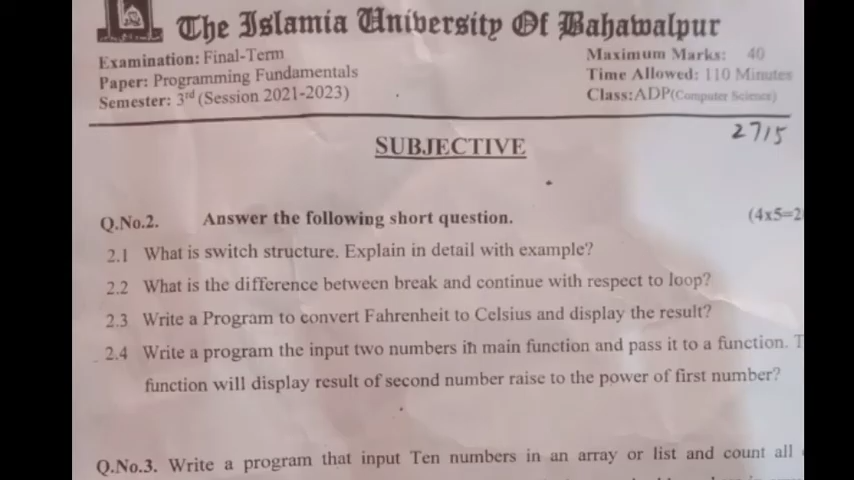 The Islamia University Of Bahawalpur
Examination: Final-Term
Paper: Programming Fundamentals
Semester: 3rd (Session 2021-2023)
Maximum Marks: 40
Time Allowed: 110 Minutes
Class: ADP(Computer Science)
2715
SUBJECTIVE
Q.No.2. Answer the following short question. (4x5=2
2.1 What is switch structure. Explain in detail with example?
2.2 What is the difference between break and continue with respect to loop?
2.3 Write a Program to convert Fahrenheit to Celsius and display the result?
2.4 Write a program the input two numbers in main function and pass it to a function. T
function will display result of second number raise to the power of first number?
Q.No.3. Write a program that input Ten numbers in an array or list and count all